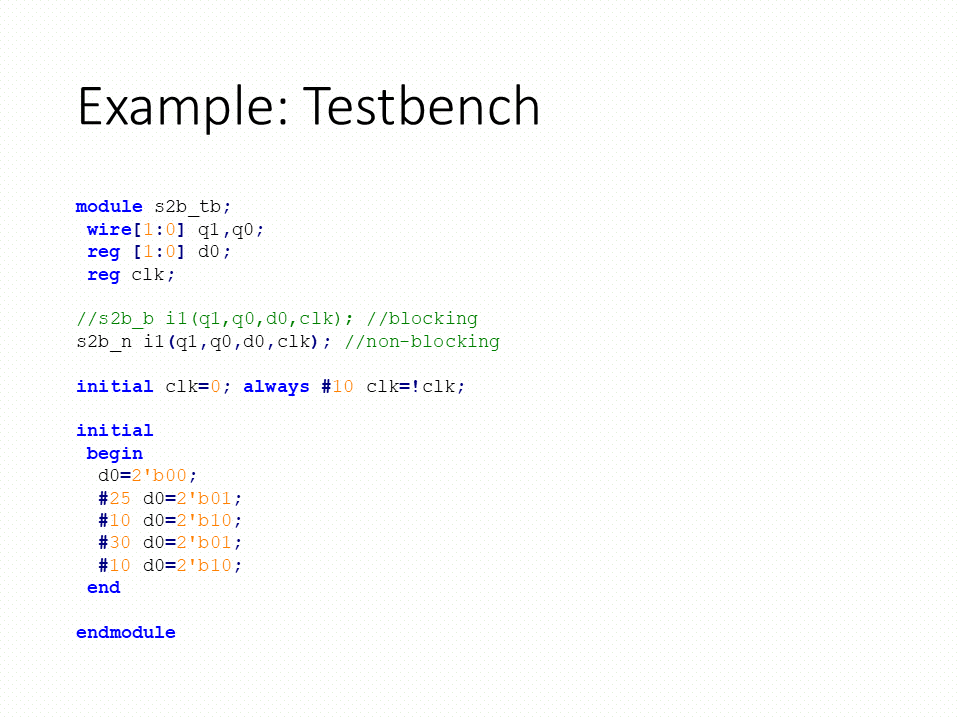 Example: Testbench
module s2b_tb;
wire[1:0] q1,q0;
reg [1:0] d0;
reg clk;
//s2b_b i1(q1,q0,d0,clk); //blocking
s2b_n i1(q1,q0,d0,clk); //non-blocking
initial clk=0; always #10 clk=!clk;
initial
begin
d0=2'b00;
#25 d0=2'b01;
#10 d0=2'b10;
#30 d0=2'b01;
#10 d0=2'b10;
end
endmodule